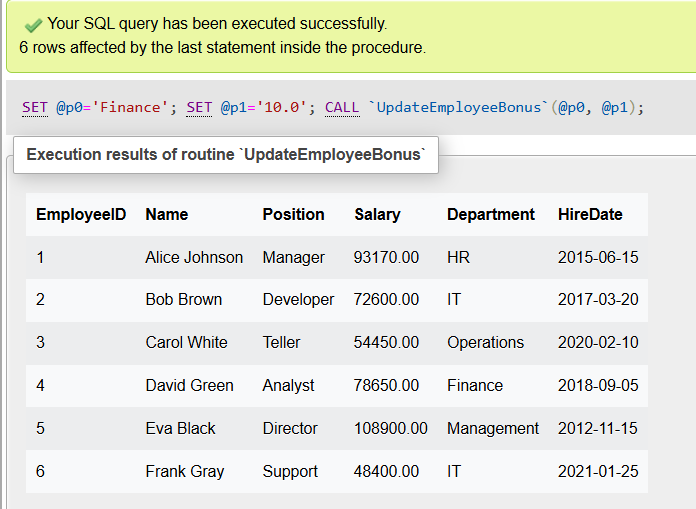 Your SQL query has been executed successfully.
6 rows affected by the last statement inside the procedure.
SET @p0='Finance'; SET @p1='10.0'; CALL `UpdateEmployeeBonus`(@p0, @p1);
Execution results of routine `UpdateEmployeeBonus`
EmployeeID Name Position Salary Department HireDate
1 Alice Johnson Manager 93170.00 HR 2015-06-15
2 Bob Brown Developer 72600.00 IT 2017-03-20
3 Carol White Teller 54450.00 Operations 2020-02-10
4 David Green Analyst 78650.00 Finance 2018-09-05
5 Eva Black Director 108900.00 Management 2012-11-15
6 Frank Gray Support 48400.00 IT 2021-01-25